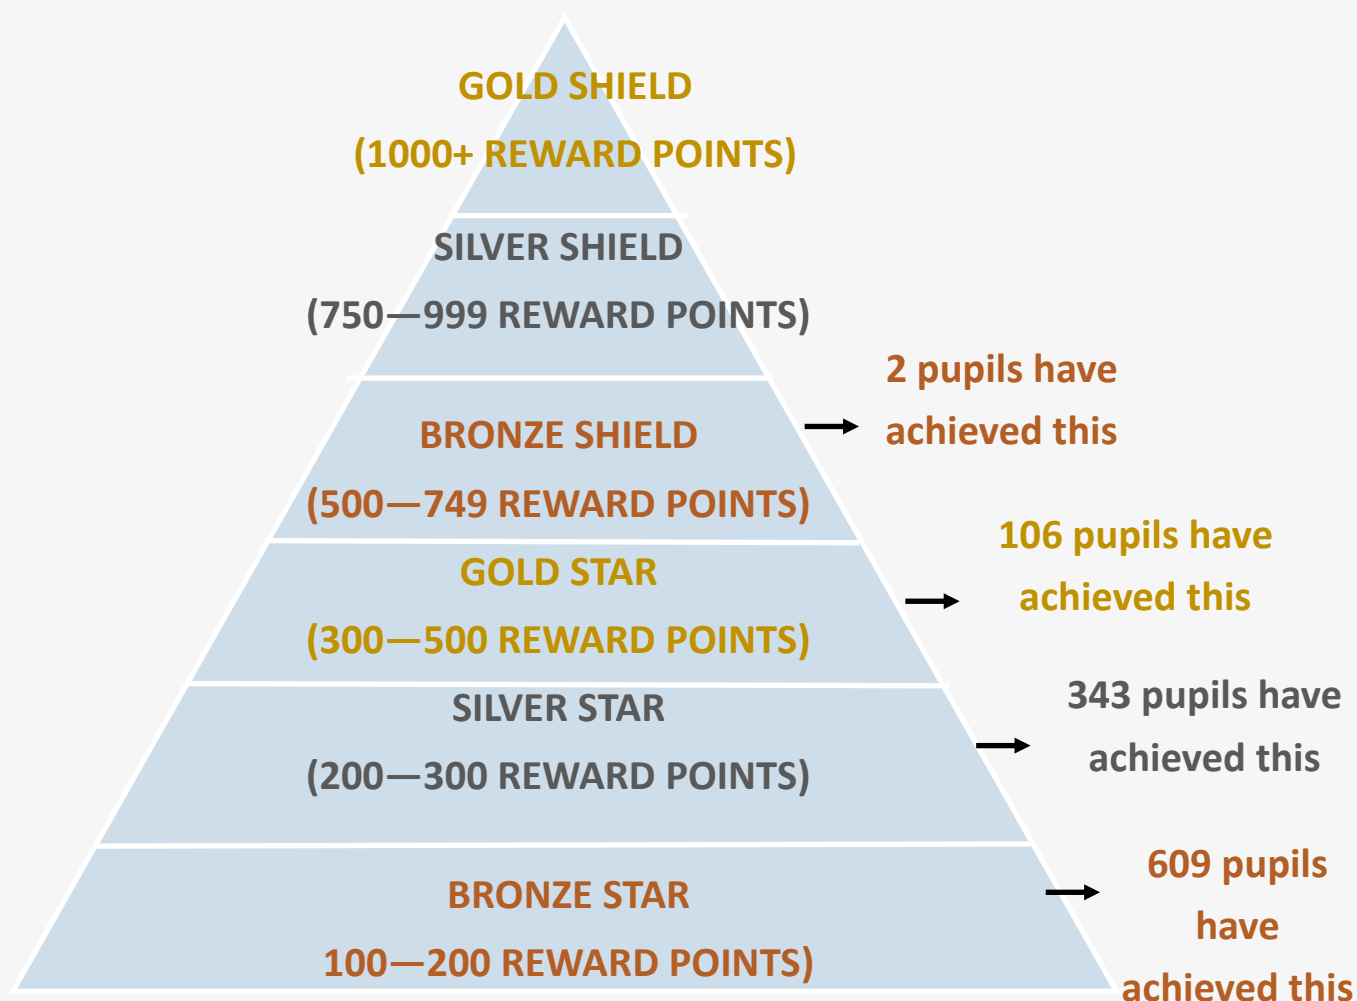 GOLD SHIELD
(1000+ REWARD POINTS)
SILVER SHIELD
(750—999 REWARD POINTS)
2 pupils have
achieved this
BRONZE SHIELD
(500—749 REWARD POINTS)
106 pupils have
achieved this
GOLD STAR
(300—500 REWARD POINTS)
343 pupils have
achieved this
SILVER STAR
(200—300 REWARD POINTS)
609 pupils
have
achieved this
BRONZE STAR
100—200 REWARD POINTS)